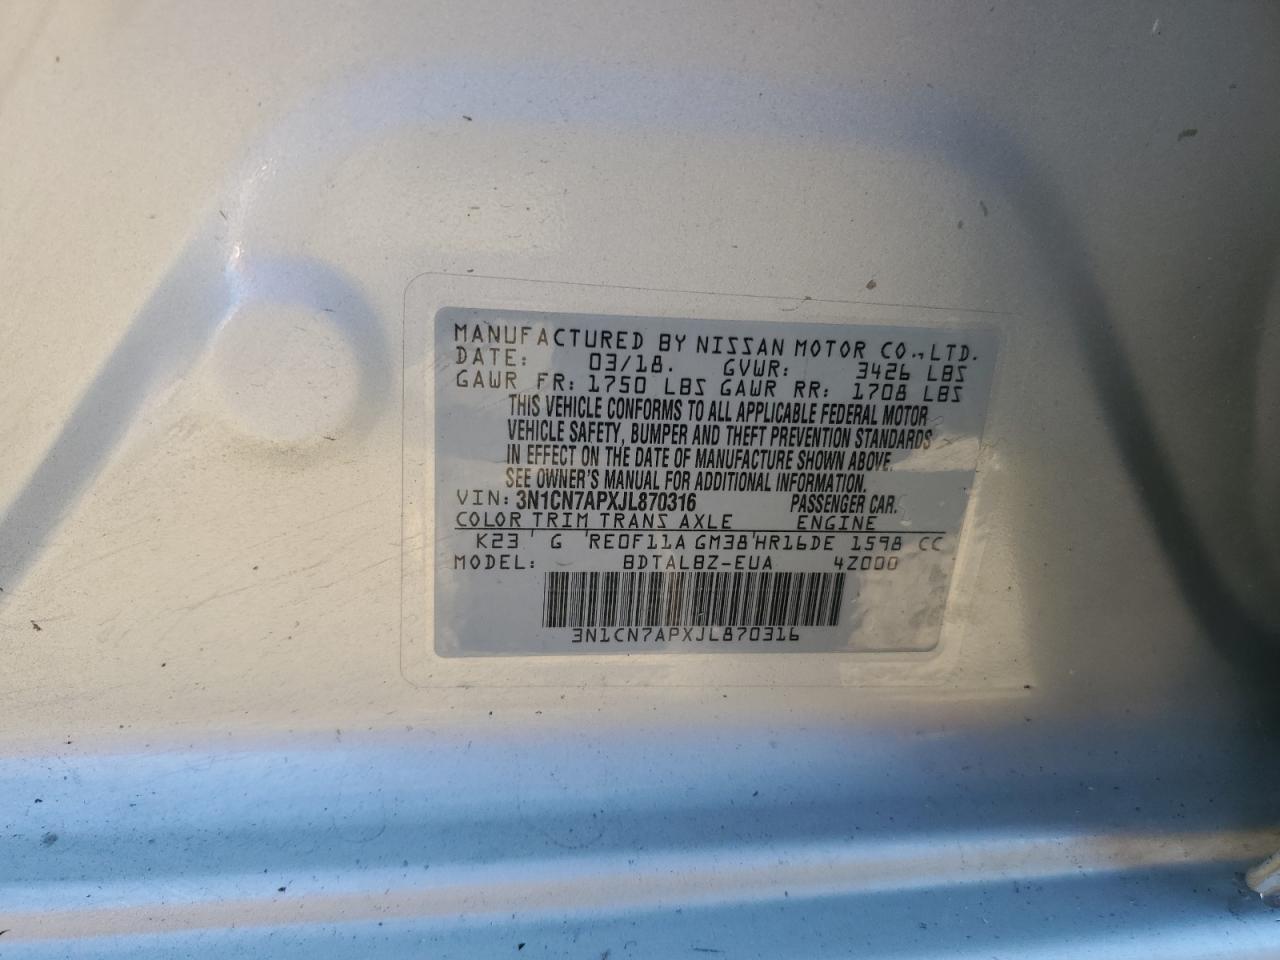 MANUFACTURED BY NISSAN MOTOR CO.,LTD.
DATE: 03/18. GVWR: 3426 LBS
GAWR FR: 1750 LBS GAWR RR: 1708 LBS
THIS VEHICLE CONFORMS TO ALL APPLICABLE FEDERAL MOTOR
VEHICLE SAFETY, BUMPER AND THEFT PREVENTION STANDARDS
IN EFFECT ON THE DATE OF MANUFACTURE SHOWN ABOVE.
SEE OWNER'S MANUAL FOR ADDITIONAL INFORMATION.
VIN: 3N1CN7APXJL870316 PASSENGER CAR.
COLOR TRIM TRANS AXLE ENGINE
K23 ' G 'RE0F11A GM38'HR16DE 1598 CC
MODEL: BDTALBZ-EUA 4Z000
3N1CN7APXJL870316